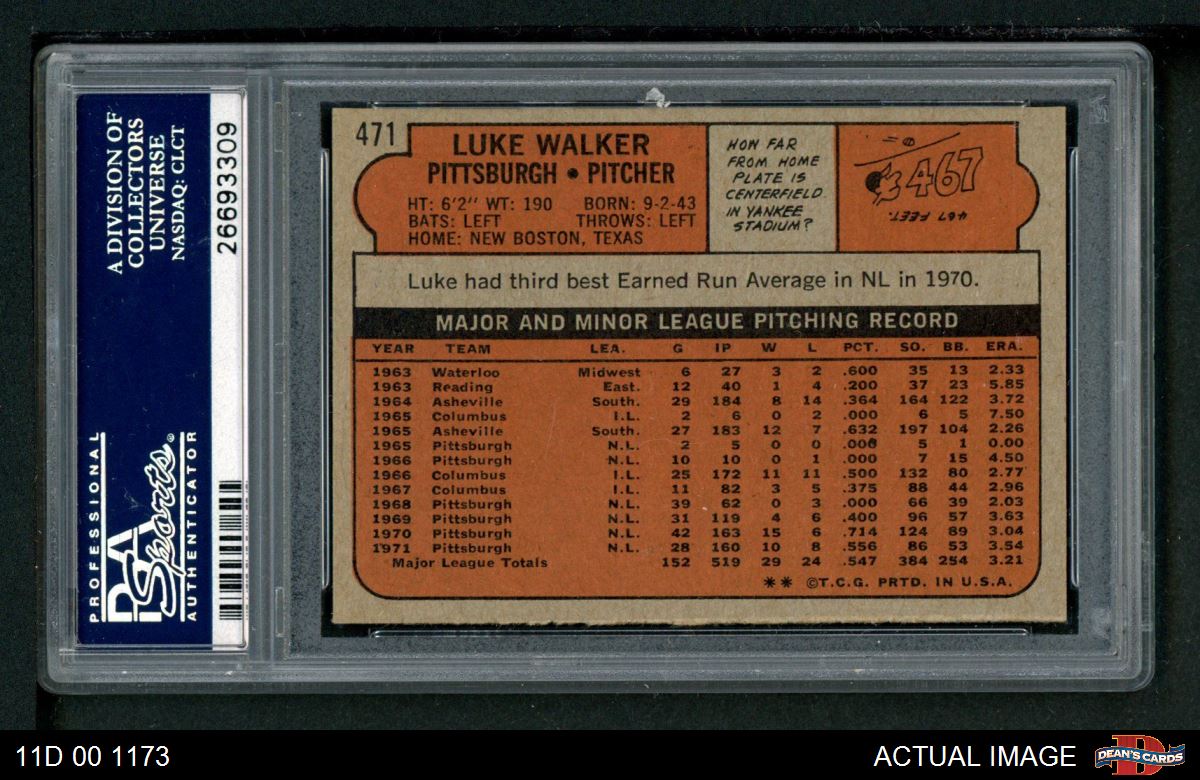 A DIVISION OF
COLLECTORS
UNIVERSE
NASDAQ: CLCT
26693309
PROFESSIONAL
PSA
Sports®
AUTHENTICATOR
471
LUKE WALKER
PITTSBURGH • PITCHER
HT: 6'2" WT: 190 BORN: 9-2-43
BATS: LEFT THROWS: LEFT
HOME: NEW BOSTON, TEXAS
HOW FAR
FROM HOME
PLATE IS
CENTERFIELD
IN YANKEE
STADIUM?
467
467 FEET.
Luke had third best Earned Run Average in NL in 1970.
MAJOR AND MINOR LEAGUE PITCHING RECORD
YEAR TEAM LEA. G IP W L PCT. SO. BB. ERA.
1963 Waterloo Midwest 6 27 3 2 .600 35 13 2.33
1963 Reading East. 12 40 1 4 .200 37 23 5.85
1964 Asheville South. 29 184 8 14 .364 164 122 3.72
1965 Columbus I.L. 2 6 0 2 .000 6 5 7.50
1965 Asheville South. 27 183 12 7 .632 197 104 2.26
1965 Pittsburgh N.L. 2 5 0 0 .000 5 1 0.00
1966 Pittsburgh N.L. 10 10 0 1 .000 7 15 4.50
1966 Columbus I.L. 25 172 11 11 .500 132 80 2.77
1967 Columbus I.L. 11 82 3 5 .375 88 44 2.96
1968 Pittsburgh N.L. 39 62 0 3 .000 66 39 2.03
1969 Pittsburgh N.L. 31 119 4 6 .400 96 57 3.63
1970 Pittsburgh N.L. 42 163 15 6 .714 124 89 3.04
1971 Pittsburgh N.L. 28 160 10 8 .556 86 53 3.54
Major League Totals 152 519 29 24 .547 384 254 3.21
** ©T.C.G. PRTD. IN U.S.A.
11D 00 1173
ACTUAL IMAGE
D
DEAN'S CARDS